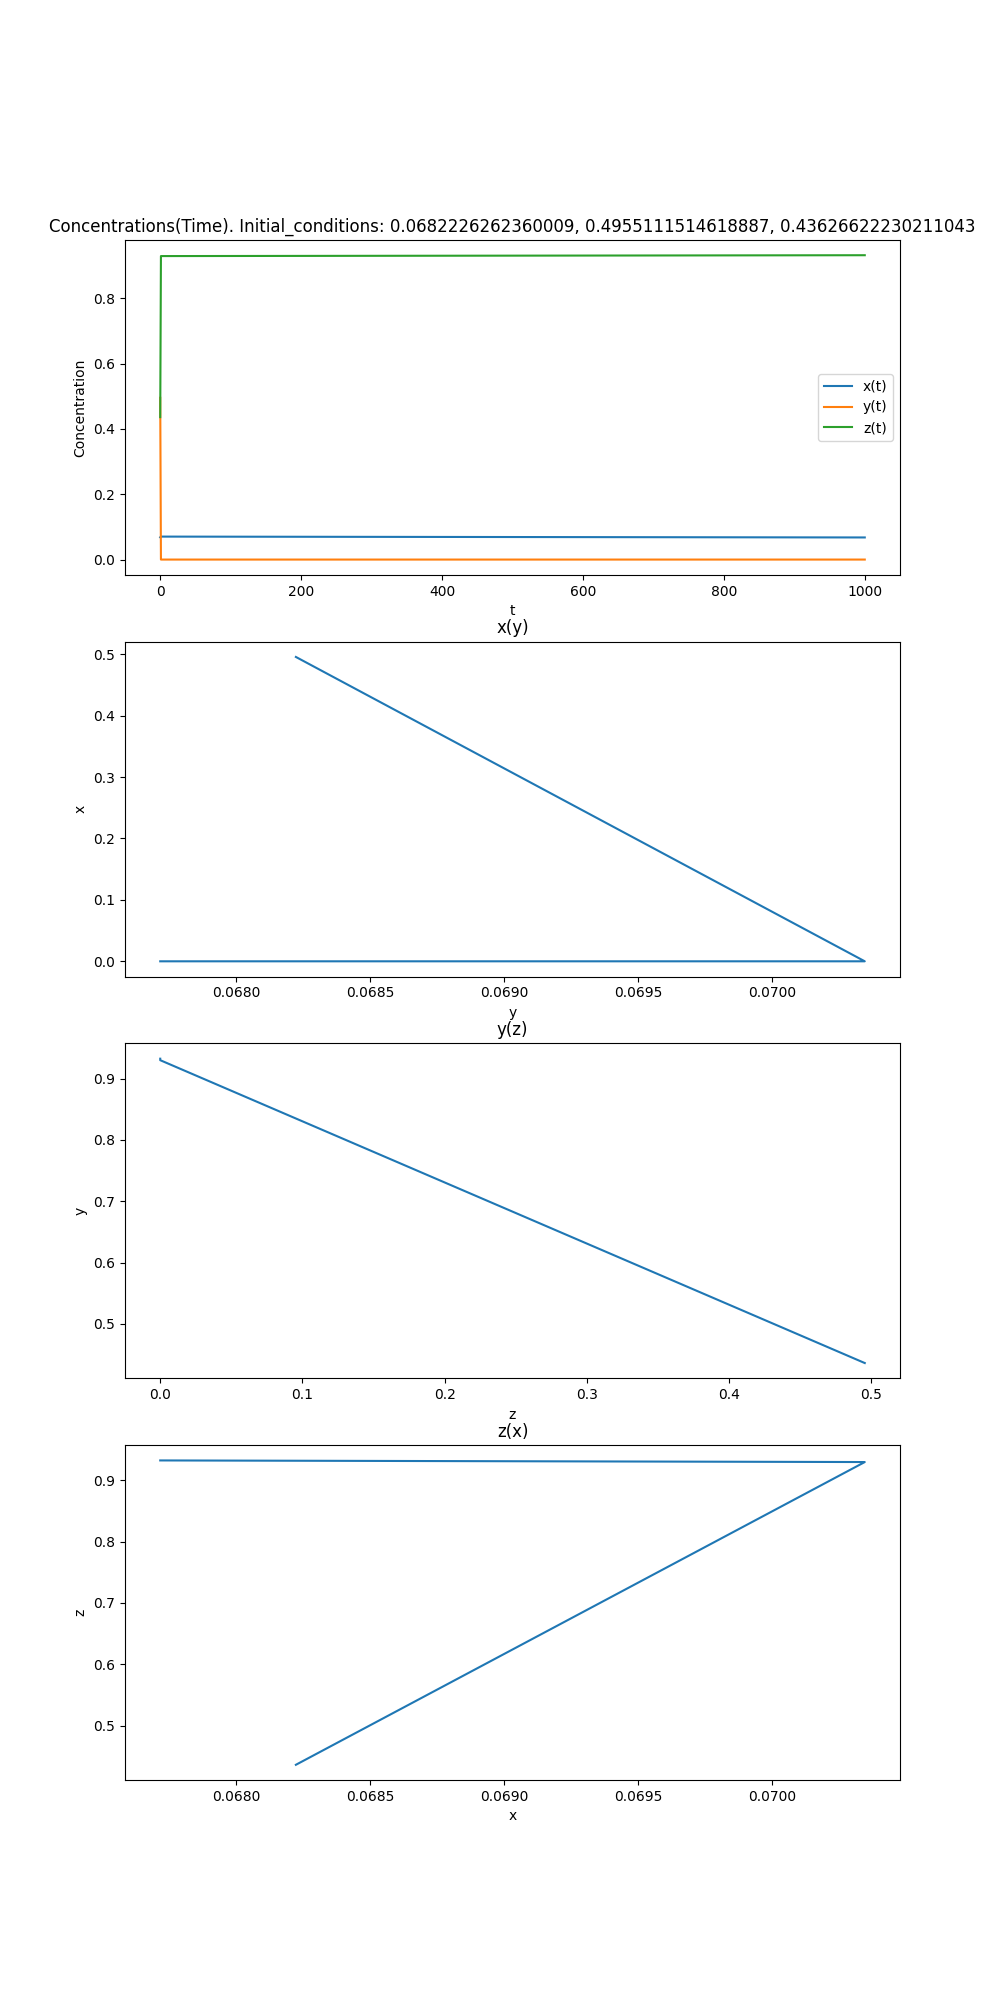 Concentrations(Time). Initial_conditions: 0.0682226262360009, 0.4955111514618887, 0.43626622230211043
0.8
0.6
0.4
0.2
0.0
Concentration
x(t)
y(t)
z(t)
0 200 400 600 800 1000
t
x(y)
0.5
0.4
0.3
0.2
0.1
0.0
x
0.0680 0.0685 0.0690 0.0695 0.0700
y
y(z)
0.9
0.8
0.7
0.6
0.5
y
0.0 0.1 0.2 0.3 0.4 0.5
z
z(x)
0.9
0.8
0.7
0.6
0.5
z
0.0680 0.0685 0.0690 0.0695 0.0700
x